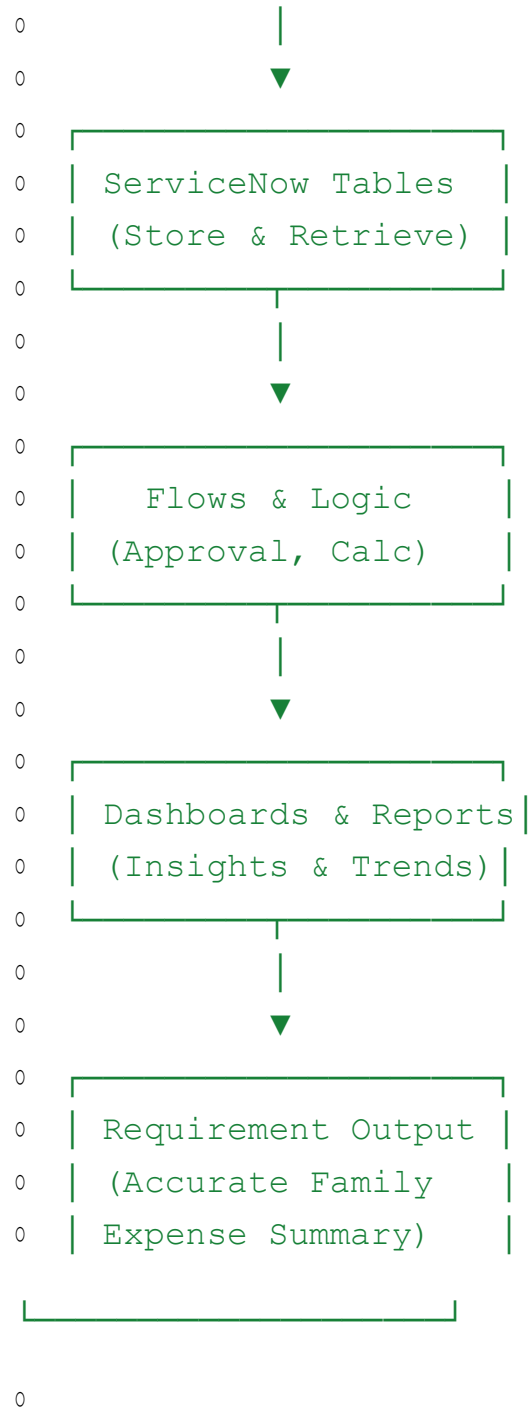 o │
o ▼
o ┌───────────────────────┐
o │ ServiceNow Tables │
o │ (Store & Retrieve) │
o └──────────┬────────────┘
o │
o ▼
o ┌───────────────────────┐
o │ Flows & Logic │
o │ (Approval, Calc) │
o └──────────┬────────────┘
o │
o ▼
o ┌───────────────────────┐
o │ Dashboards & Reports│
o │ (Insights & Trends)│
o └──────────┬────────────┘
o │
o ▼
o ┌───────────────────────┐
o │ Requirement Output │
o │ (Accurate Family │
o │ Expense Summary) │
└───────────────────────┘
o